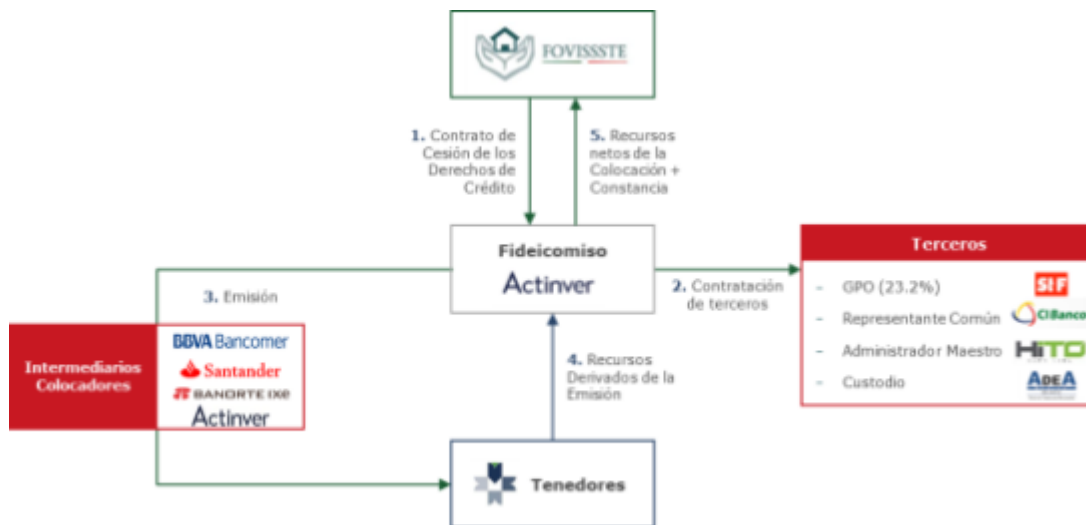 FOVISSSTE
1. Contrato de
Cesión de los
Derechos de
Crédito
5. Recursos
netos de la
Colocación +
Constancia
Fideicomiso
Actinver
3. Emisión
2. Contratación
de terceros
Terceros
- GPO (23.2%) SHF
- Representante Común CIBanco
- Administrador Maestro HiTO
- Custodio ADEA
Intermediarios
Colocadores
BBVA Bancomer
Santander
BANORTE IXE
Actinver
4. Recursos
Derivados de la
Emisión
Tenedores